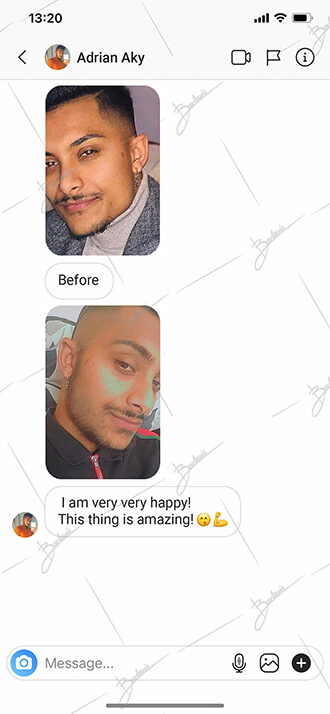 13:20
Adrian Aky
Before
I am very very happy!
This thing is amazing! 😙💪
Message...